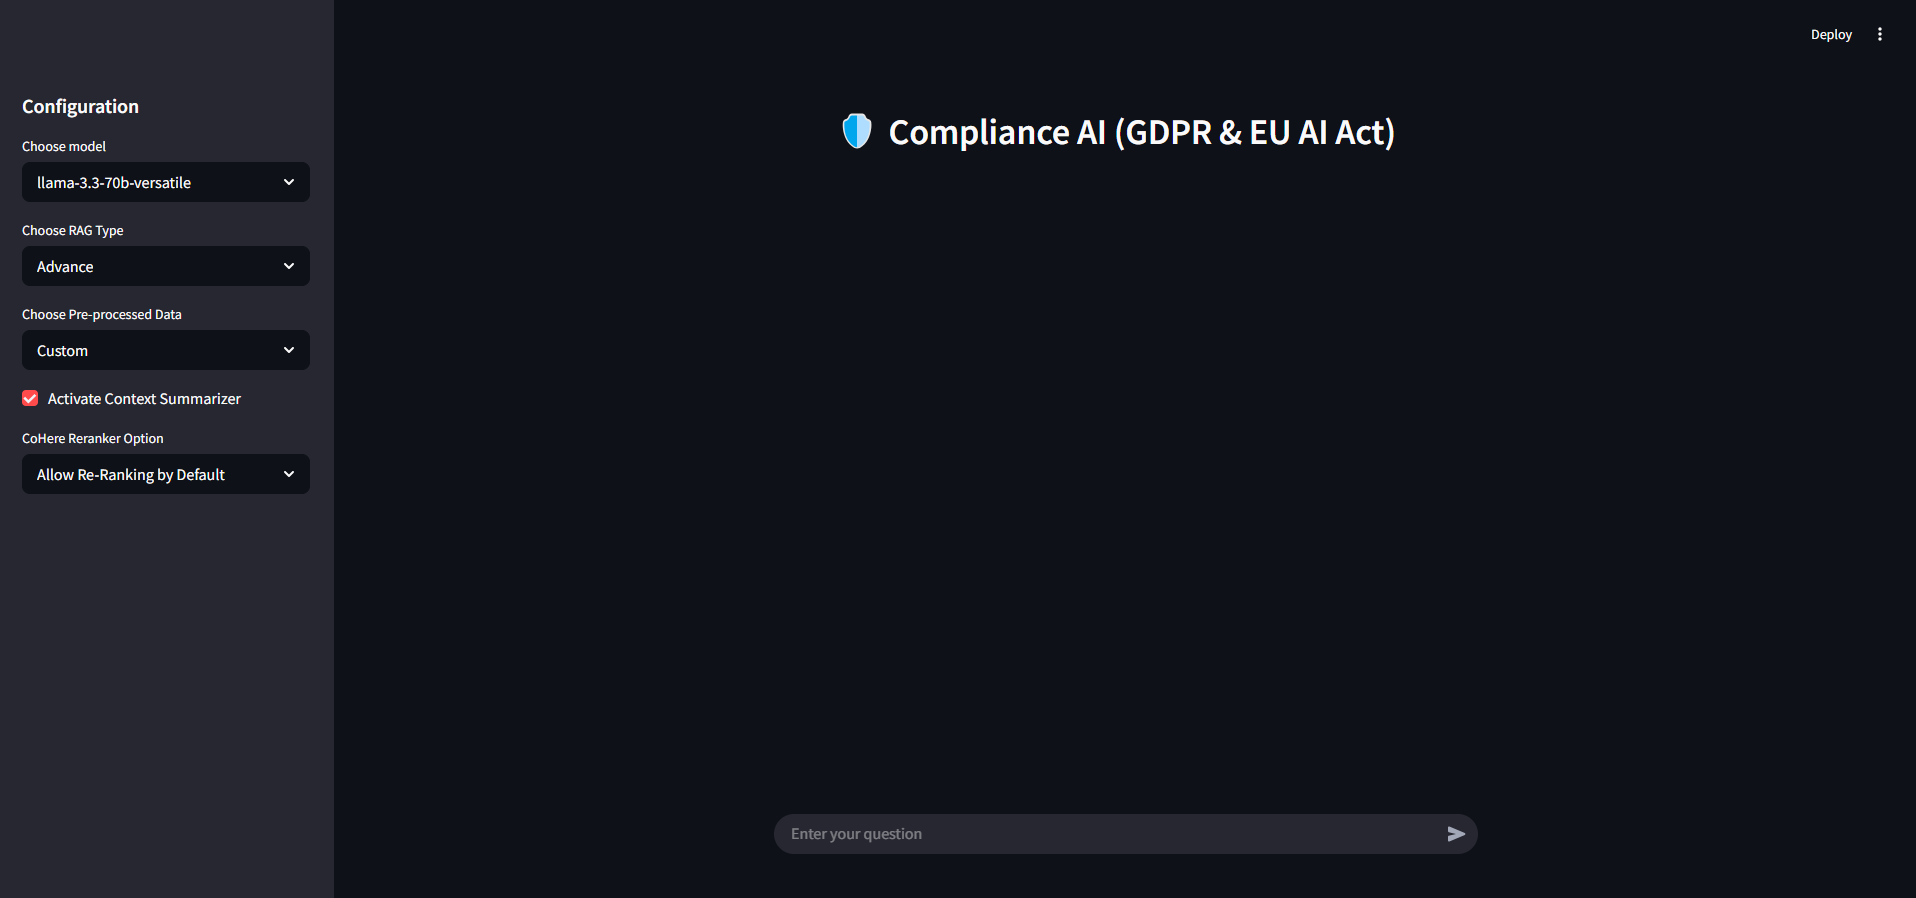 Deploy
Configuration
Choose model
llama-3.3-70b-versatile
Choose RAG Type
Advance
Choose Pre-processed Data
Custom
Activate Context Summarizer
CoHere Reranker Option
Allow Re-Ranking by Default
Compliance AI (GDPR & EU AI Act)
Enter your question